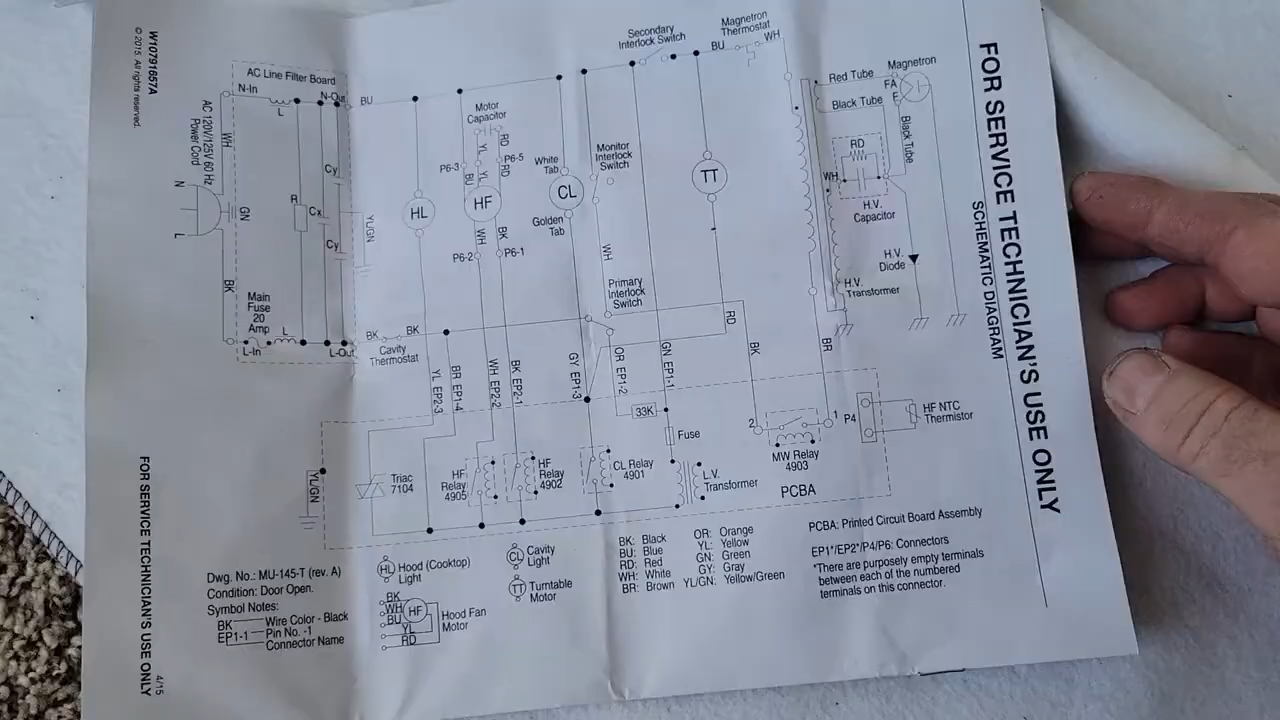 W10791657A
© 2015. All rights reserved.
FOR SERVICE TECHNICIAN'S USE ONLY
SCHEMATIC DIAGRAM
FOR SERVICE TECHNICIAN'S USE ONLY
4/15
AC Line Filter Board
N-In
N-Out
L
AC 120V/125V 60 Hz
Power Cord
N
L
WH
GN
BK
R
Cx
Cy
Cy
YL/GN
Main
Fuse
20
Amp
L
L-In
L-Out
BU
HL
Motor
Capacitor
YL
RD
P6-3
P6-5
BU
YL
RD
HF
WH
BK
P6-2
P6-1
White
Tab
CL
Golden
Tab
Secondary
Interlock Switch
Monitor
Interlock
Switch
WH
Primary
Interlock
Switch
BU
Magnetron
Thermostat
WH
TT
Red Tube
Black Tube
Magnetron
FA
F
Black Tube
RD
WH
H.V.
Capacitor
H.V.
Diode
H.V.
Transformer
BK
BK
Cavity
Thermostat
YL EP2-3
BR EP1-4
WH EP2-2
BK EP2-1
GY EP1-3
OR EP1-2
GN EP1-1
RD
BK
BR
33K
Fuse
2
1
P4
HF NTC
Thermistor
MW Relay
4903
YL/GN
Triac
7104
HF
Relay
4905
HF
Relay
4902
CL Relay
4901
L.V.
Transformer
PCBA
Dwg. No.: MU-145-T (rev. A)
Condition: Door Open.
Symbol Notes:
BK Wire Color - Black
EP1-1 Pin No. -1
Connector Name
HL Hood (Cooktop)
Light
BK
WH
BU
YL
RD
HF
Hood Fan
Motor
CL Cavity
Light
TT Turntable
Motor
BK: Black
BU: Blue
RD: Red
WH: White
BR: Brown
OR: Orange
YL: Yellow
GN: Green
GY: Gray
YL/GN: Yellow/Green
PCBA: Printed Circuit Board Assembly
EP1*/EP2*/P4/P6: Connectors
*There are purposely empty terminals
between each of the numbered
terminals on this connector.